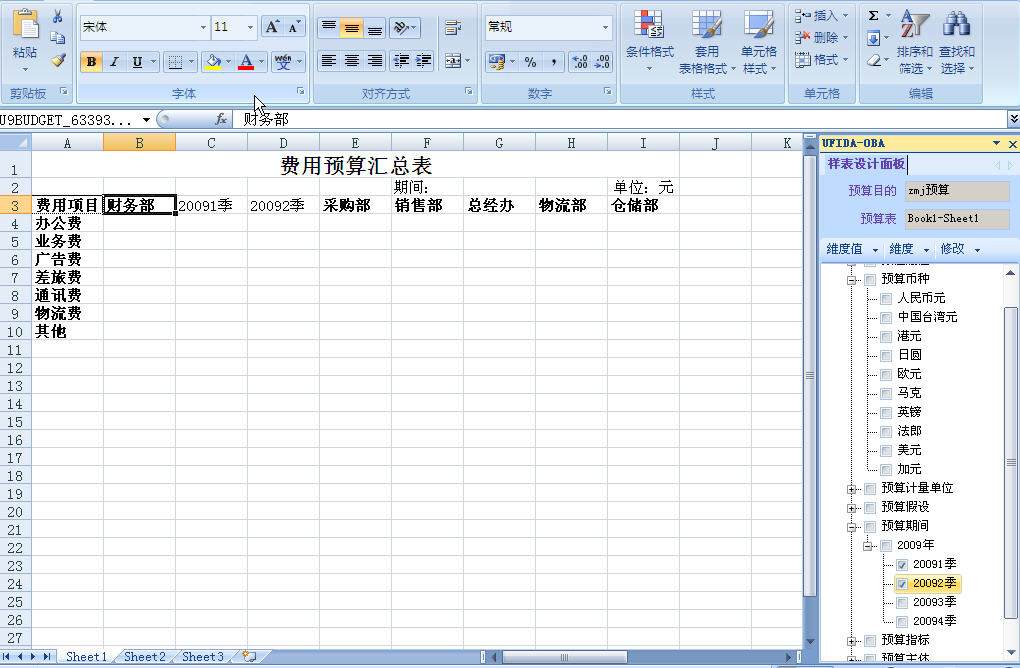 宋体 11 A A 常规 插入 Σ
粘贴 B I U A wén 文 % , .0 .00 .00 .0 条件格式 套用 表格格式 单元格 样式 删除 格式 排序和 筛选 查找和 选择
剪贴板 字体 对齐方式 数字 样式 单元格 编辑
U9BUDGET_63393... fx 财务部
A B C D E F G H I J K
1 费用预算汇总表
2 期间: 单位: 元
3 费用项目 财务部 20091季 20092季 采购部 销售部 总经办 物流部 仓储部
4 办公费
5 业务费
6 广告费
7 差旅费
8 通讯费
9 物流费
10 其他
11
12
13
14
15
16
17
18
19
20
21
22
23
24
25
26
27
Sheet1 Sheet2 Sheet3
UFIDA-OBA
样表设计面板
预算目的 zmj预算
预算表 Book1-Sheet1
维度值 维度 修改
预算币种
人民币元
中国台湾元
港元
日圆
欧元
马克
英镑
法郎
美元
加元
预算计量单位
预算假设
预算期间
2009年
20091季
20092季
20093季
20094季
预算指标
预算主体